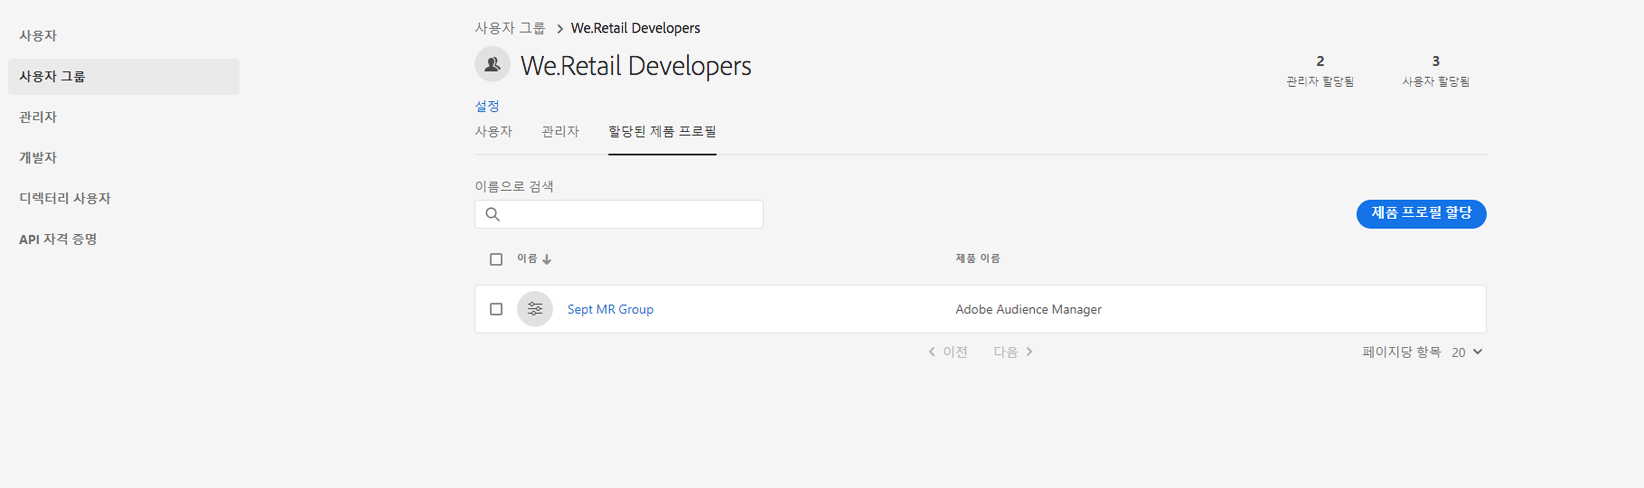 사용자
사용자 그룹
관리자
개발자
디렉터리 사용자
API 자격 증명
사용자 그룹 > We.Retail Developers
We.Retail Developers
2
관리자 할당됨
3
사용자 할당됨
설정
사용자 관리자 할당된 제품 프로필
이름으로 검색
제품 프로필 할당
이름 제품 이름
Sept MR Group Adobe Audience Manager
이전 다음 페이지당 항목 20